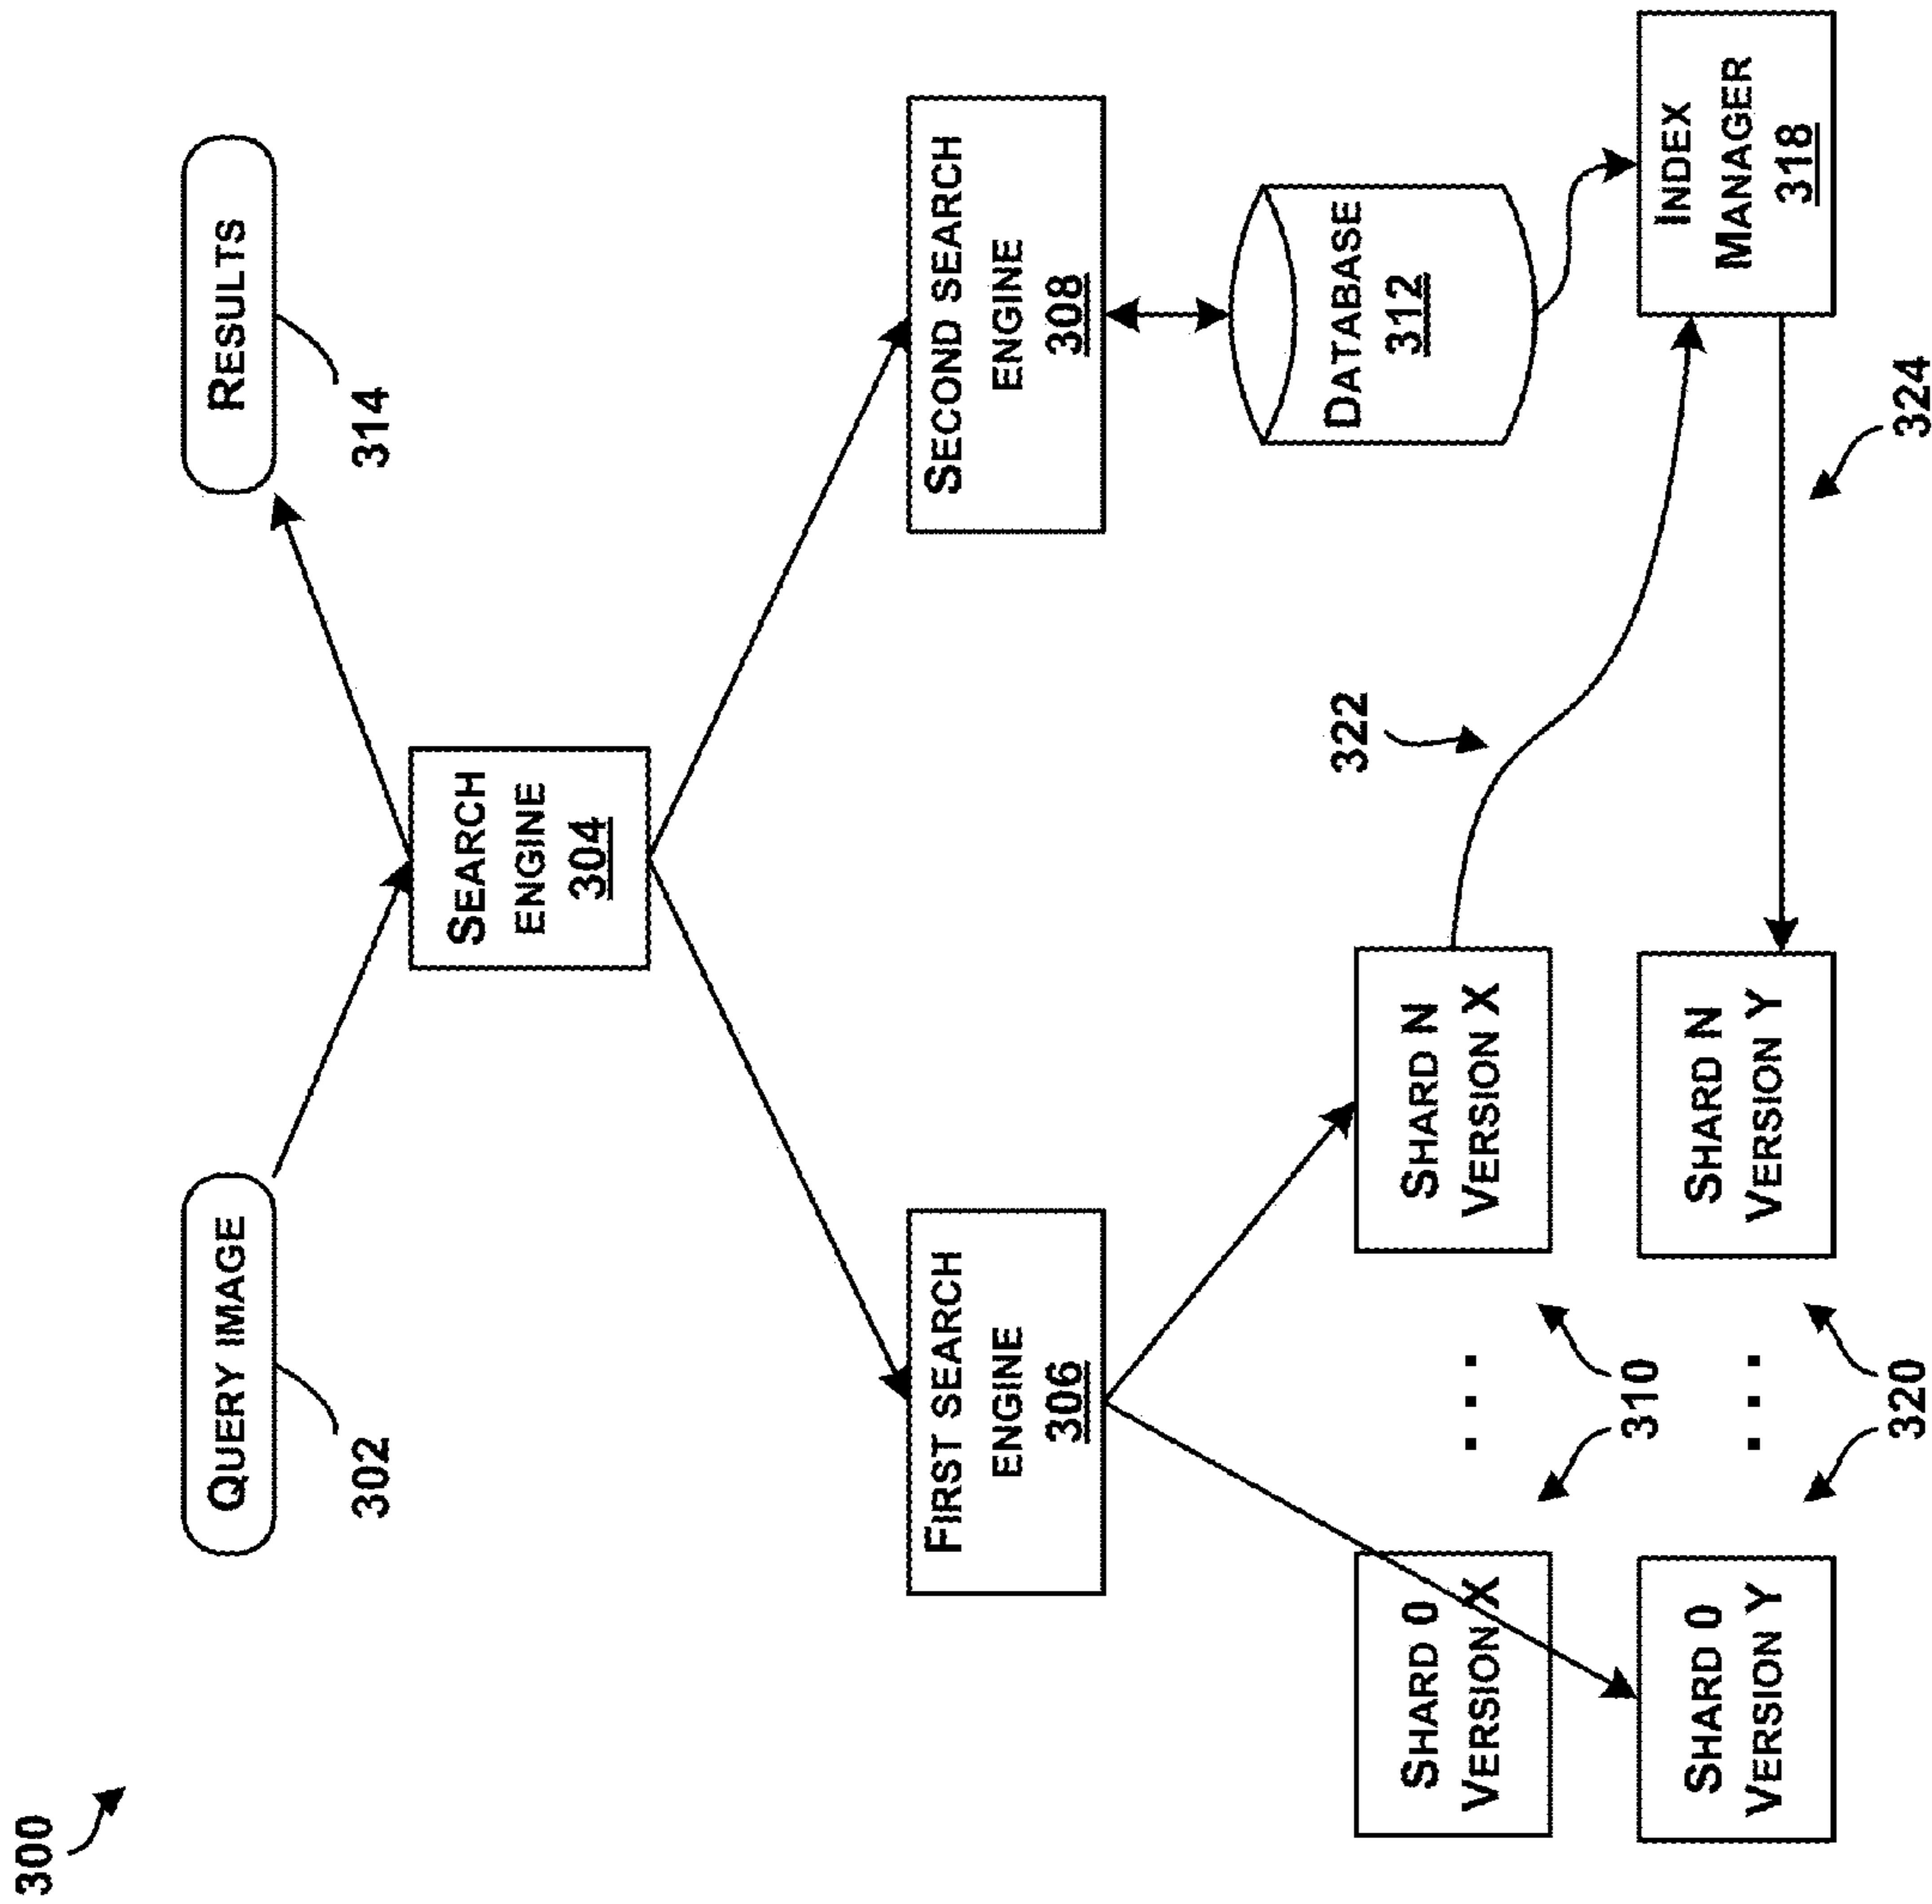 300
QUERY IMAGE
302
RESULTS
314
SEARCH
ENGINE
304
FIRST SEARCH
ENGINE
306
SECOND SEARCH
ENGINE
308
SHARD 0
VERSION X
310
SHARD N
VERSION X
322
DATABASE
312
SHARD 0
VERSION Y
320
SHARD N
VERSION Y
324
INDEX
MANAGER
318